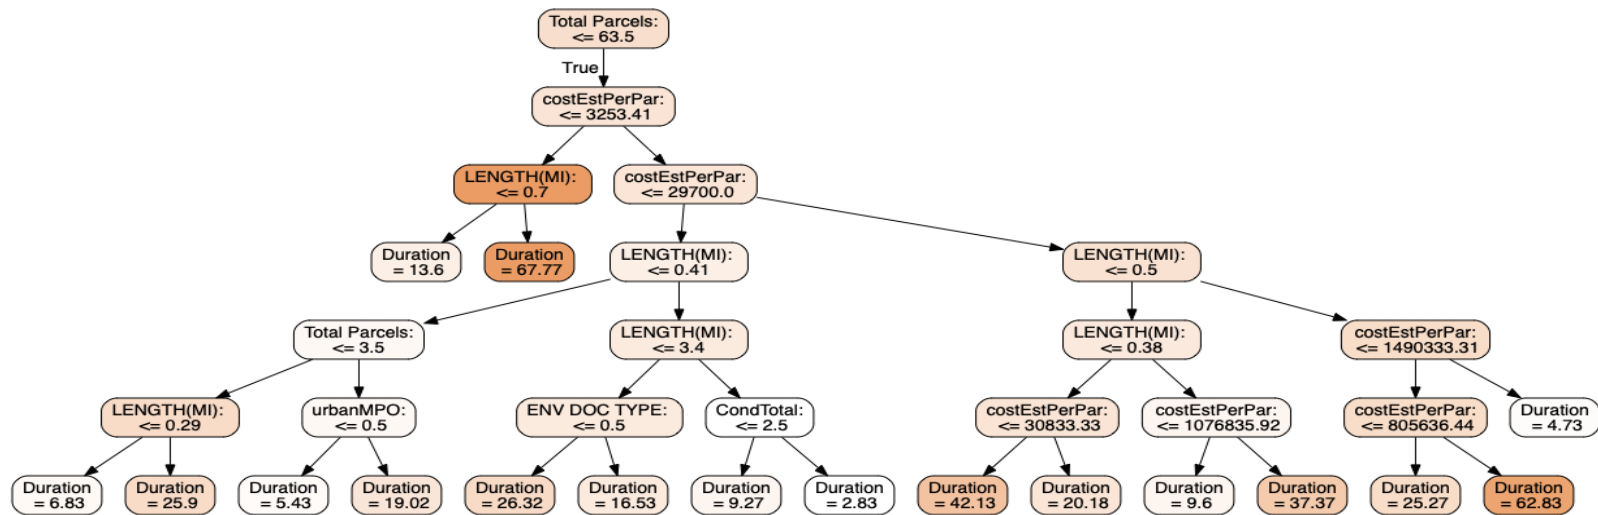 Total Parcels:
<= 63.5
True
costEstPerPar:
<= 3253.41
LENGTH(MI):
<= 0.7
costEstPerPar:
<= 29700.0
Duration
= 13.6
Duration
= 67.77
LENGTH(MI):
<= 0.41
LENGTH(MI):
<= 0.5
Total Parcels:
<= 3.5
LENGTH(MI):
<= 3.4
LENGTH(MI):
<= 0.38
costEstPerPar:
<= 1490333.31
LENGTH(MI):
<= 0.29
urbanMPO:
<= 0.5
ENV DOC TYPE:
<= 0.5
CondTotal:
<= 2.5
costEstPerPar:
<= 30833.33
costEstPerPar:
<= 1076835.92
costEstPerPar:
<= 805636.44
Duration
= 4.73
Duration
= 6.83
Duration
= 25.9
Duration
= 5.43
Duration
= 19.02
Duration
= 26.32
Duration
= 16.53
Duration
= 9.27
Duration
= 2.83
Duration
= 42.13
Duration
= 20.18
Duration
= 9.6
Duration
= 37.37
Duration
= 25.27
Duration
= 62.83